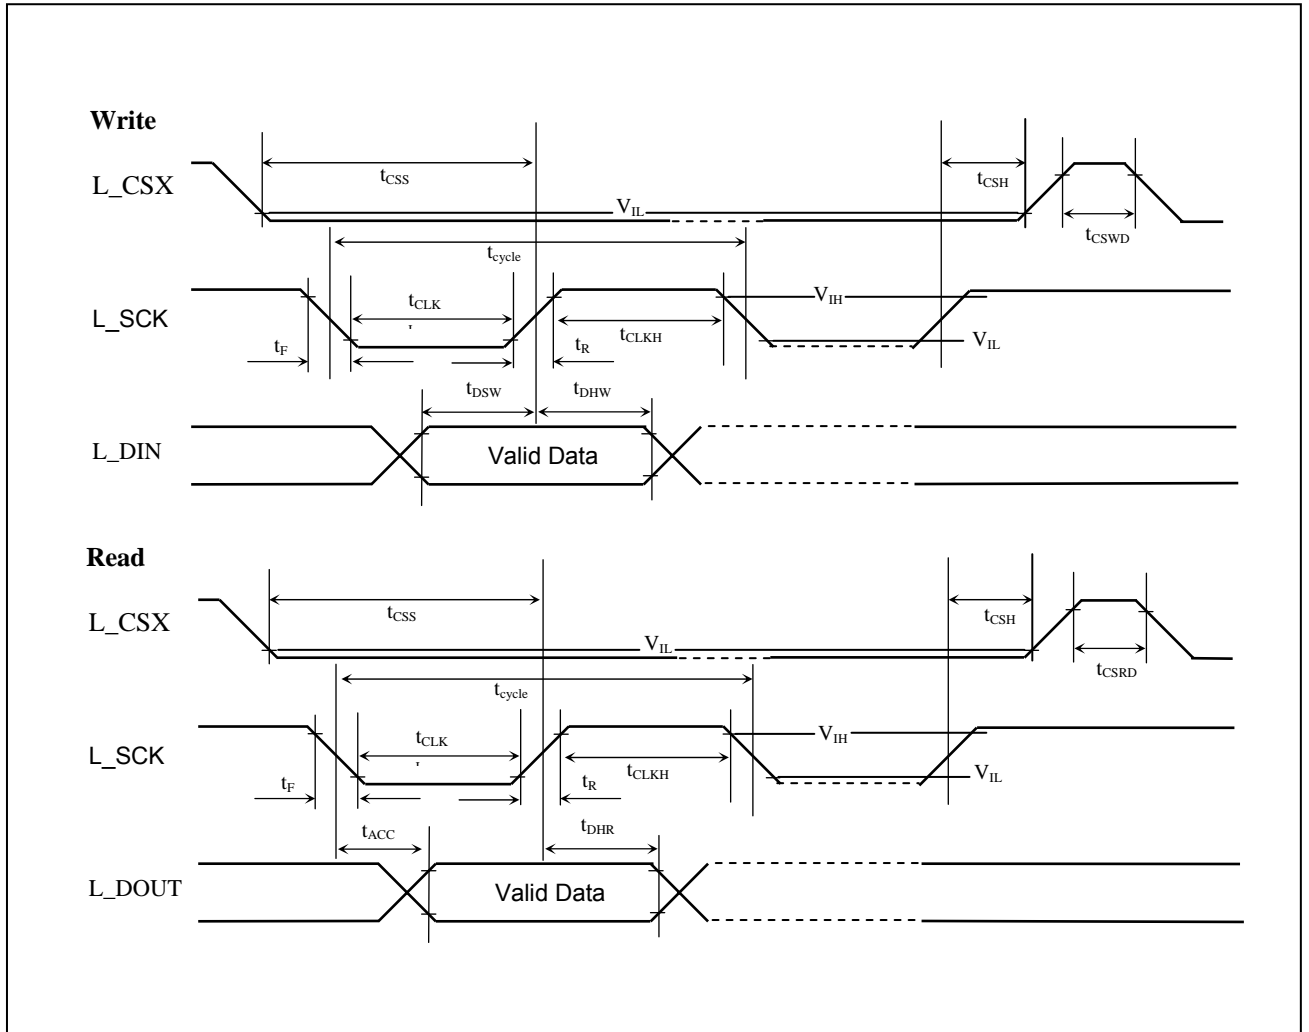 Write
L_CSX
tCSS
VIL
tCSH
tCSWD
tcycle
L_SCK
tCLK
VIH
tCLKH
tF
tR
VIL
tDSW
tDHW
L_DIN
Valid Data
Read
L_CSX
tCSS
VIL
tCSH
tCSRD
tcycle
L_SCK
tCLK
VIH
tCLKH
tF
tR
VIL
tACC
tDHR
L_DOUT
Valid Data